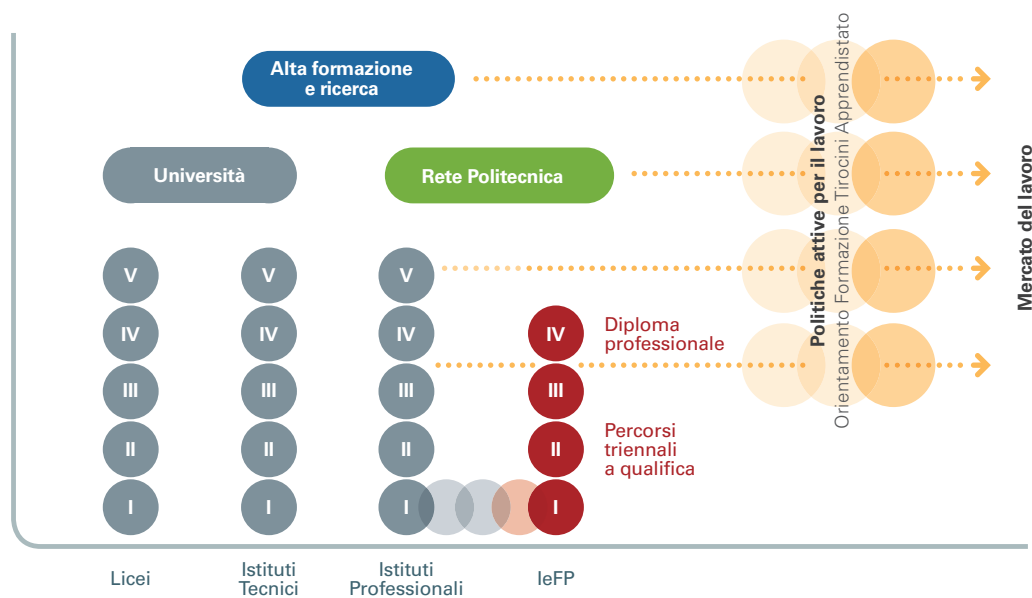 Alta formazione
e ricerca
Università
Rete Politecnica
V
V
V
IV
IV
IV
IV
Diploma
professionale
III
III
III
III
II
II
II
II
Percorsi
triennali
a qualifica
I
I
I
I
Licei
Istituti
Tecnici
Istituti
Professionali
IeFP
Politiche attive per il lavoro
Orientamento Formazione Tirocini Apprendistato
Mercato del lavoro